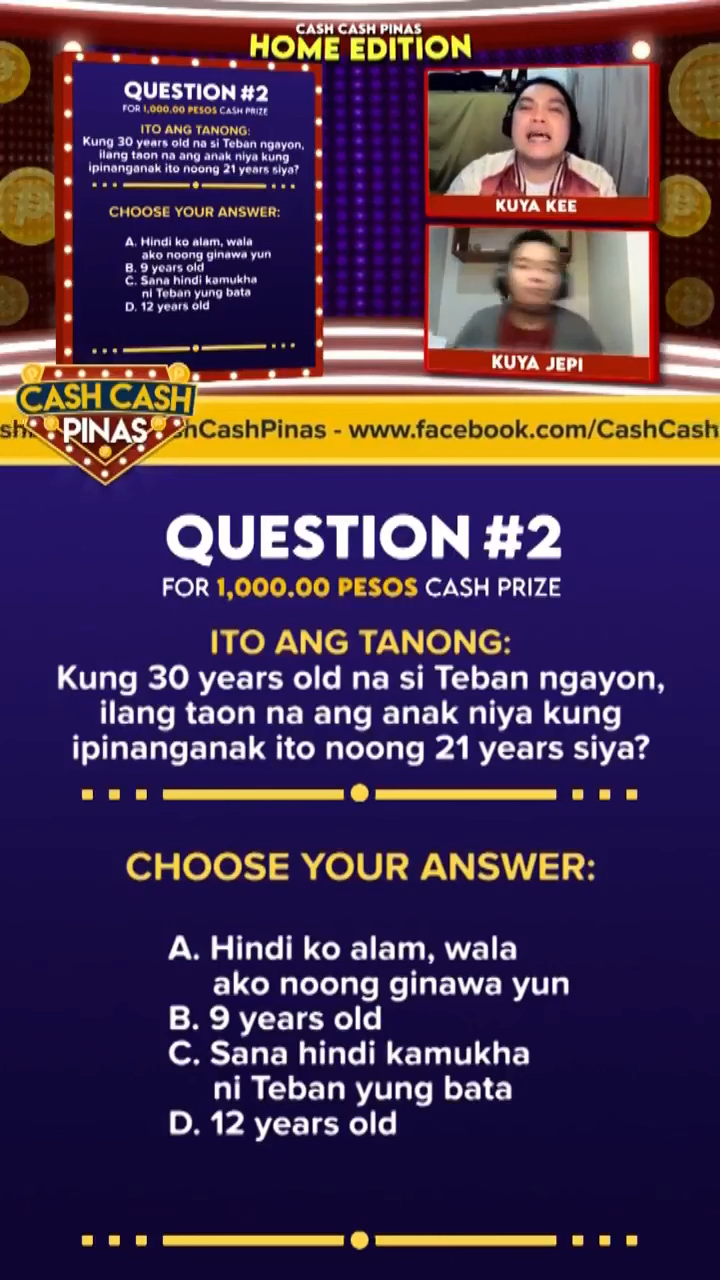 CASH CASH PINAS
HOME EDITION
QUESTION #2
FOR 1,000.00 PESOS CASH PRIZE
ITO ANG TANONG:
Kung 30 years old na si Teban ngayon,
ilang taon na ang anak niya kung
ipinanganak ito noong 21 years siya?
CHOOSE YOUR ANSWER:
A. Hindi ko alam, wala
ako noong ginawa yun
B. 9 years old
C. Sana hindi kamukha
ni Teban yung bata
D. 12 years old
KUYA KEE
KUYA JEPI
CASH CASH
PINAS
sh hCashPinas - www.facebook.com/CashCash
QUESTION #2
FOR 1,000.00 PESOS CASH PRIZE
ITO ANG TANONG:
Kung 30 years old na si Teban ngayon,
ilang taon na ang anak niya kung
ipinanganak ito noong 21 years siya?
CHOOSE YOUR ANSWER:
A. Hindi ko alam, wala
ako noong ginawa yun
B. 9 years old
C. Sana hindi kamukha
ni Teban yung bata
D. 12 years old